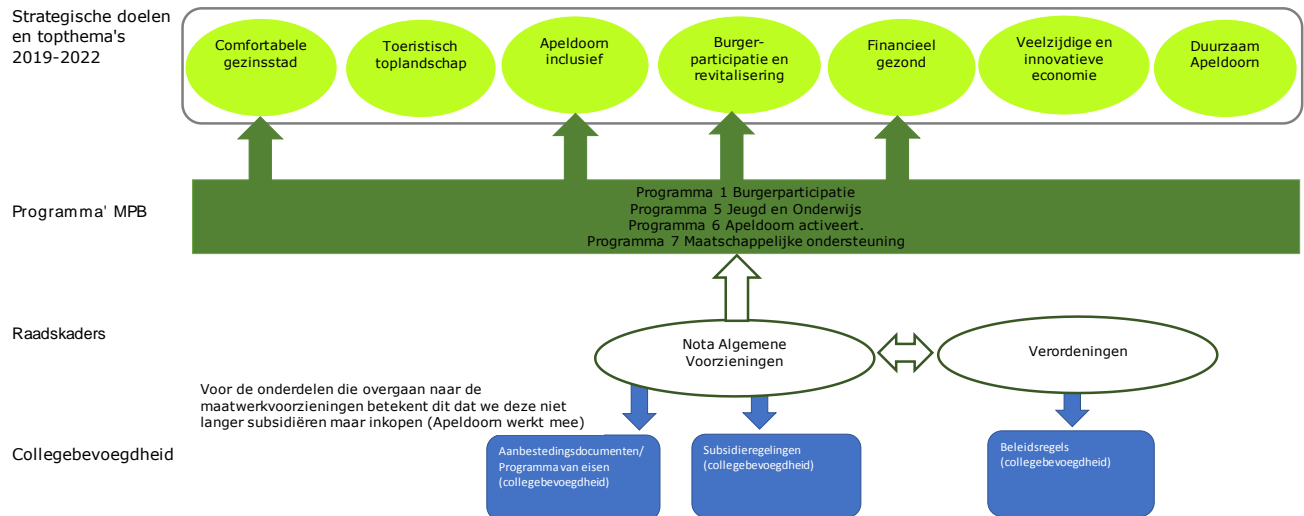 Strategische doelen
en topthema's
2019-2022
Comfortabele
gezinsstad
Toeristisch
toplandschap
Apeldoorn
inclusief
Burger-
participatie en
revitalisering
Financieel
gezond
Veelzijdige en
innovatieve
economie
Duurzaam
Apeldoorn
Programma' MPB
Programma 1 Burgerparticipatie
Programma 5 Jeugd en Onderwijs
Programma 6 Apeldoorn activeert.
Programma 7 Maatschappelijke ondersteuning
Raadskaders
Nota Algemene
Voorzieningen
Verordeningen
Voor de onderdelen die overgaan naar de
maatwerkvoorzieningen betekent dit dat we deze niet
langer subsidiëren maar inkopen (Apeldoorn werkt mee)
Collegebevoegdheid
Aanbestedingsdocumenten/
Programma van eisen
(collegebevoegdheid)
Subsidieregelingen
(collegebevoegdheid)
Beleidsregels
(collegebevoegdheid)